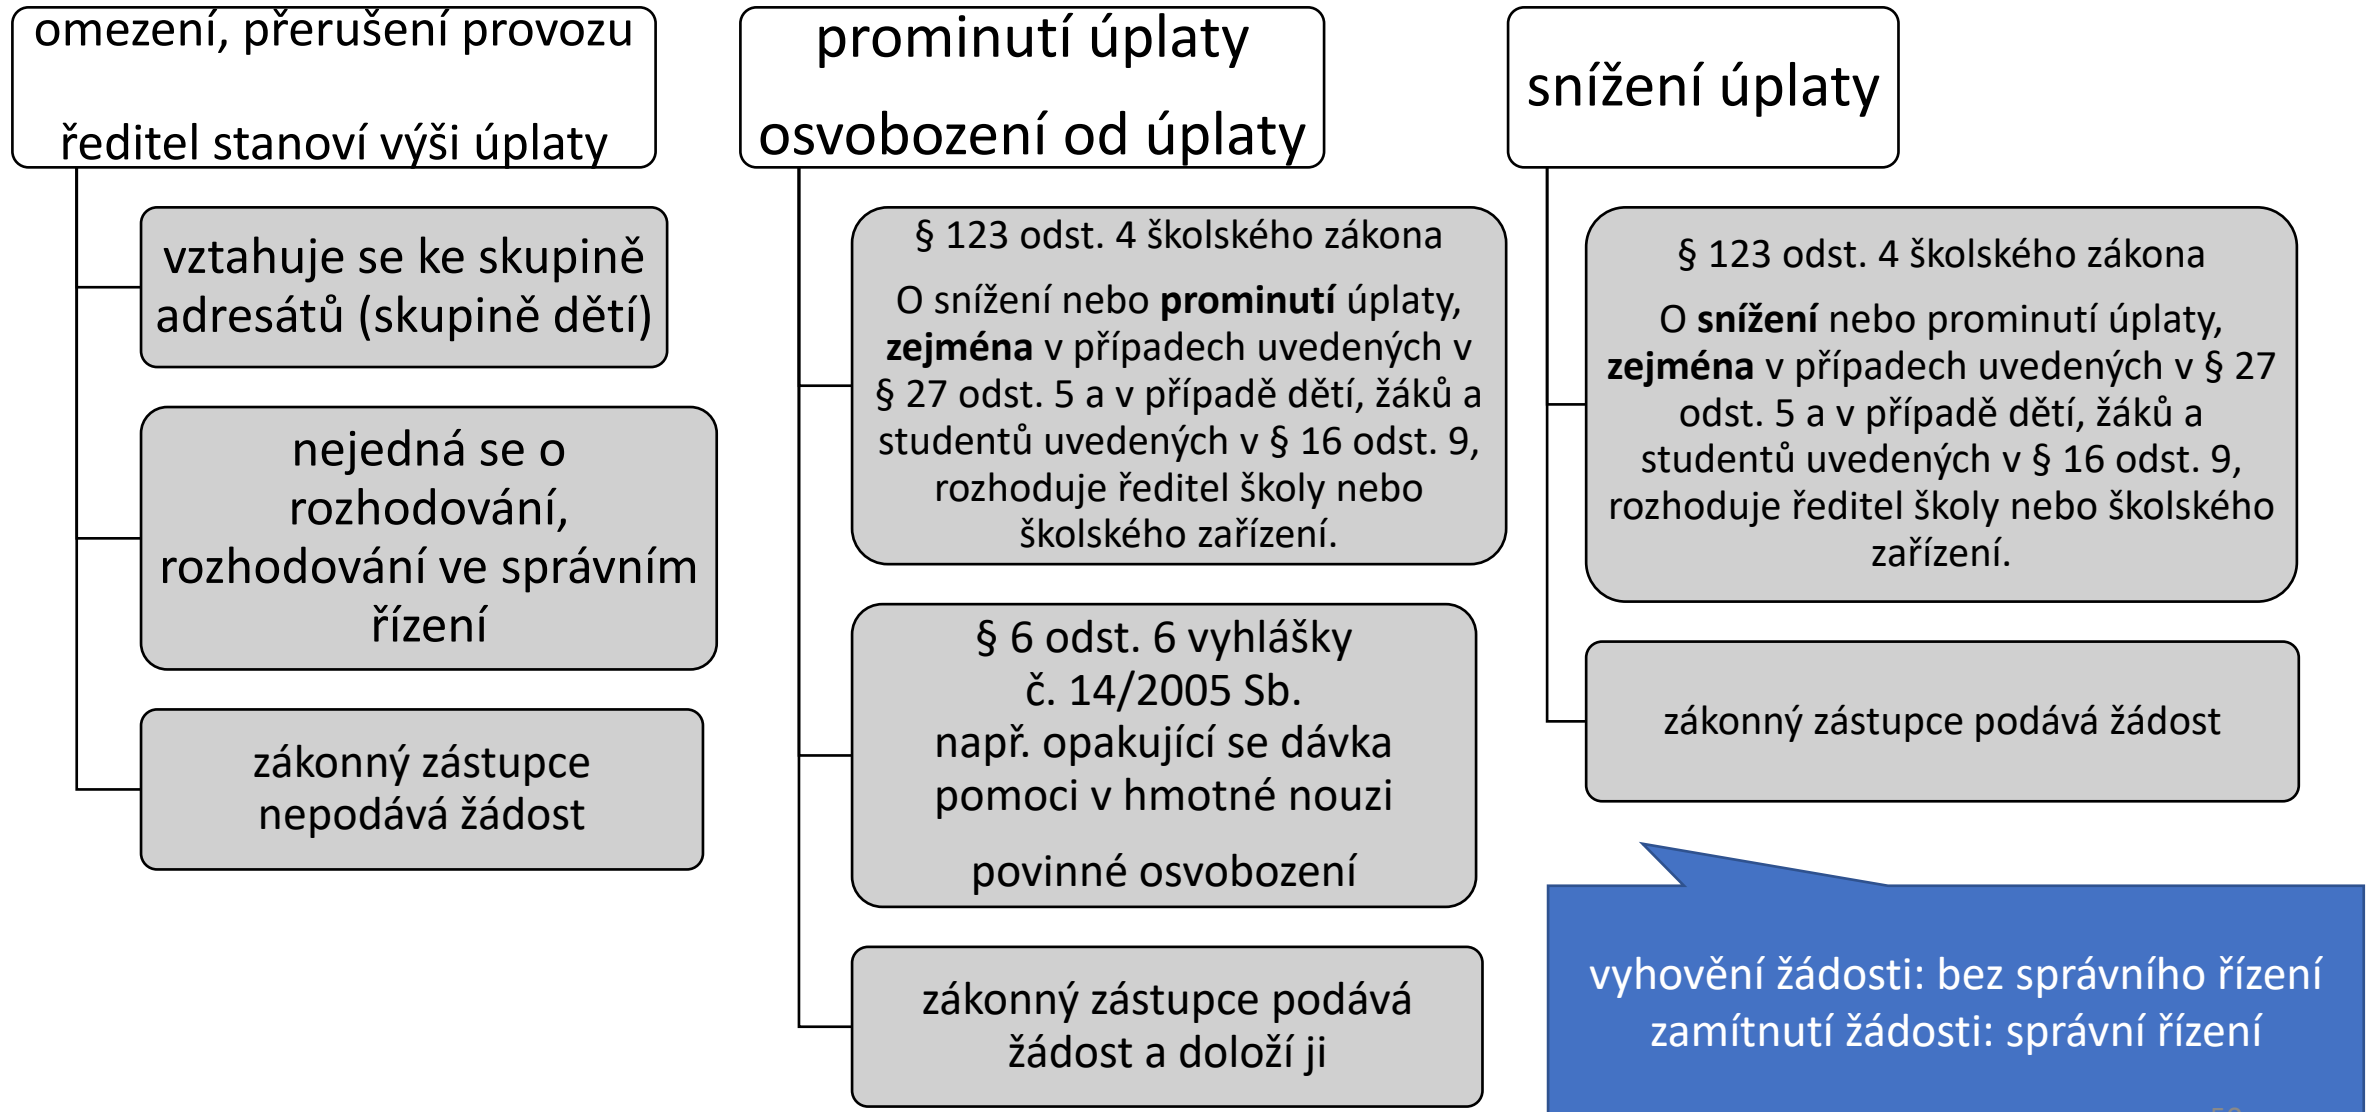 omezení, přerušení provozu
ředitel stanoví výši úplaty
vztahuje se ke skupině
adresátů (skupině dětí)
nejedná se o
rozhodování,
rozhodování ve správním
řízení
zákonný zástupce
nepodává žádost
prominutí úplaty
osvobození od úplaty
§ 123 odst. 4 školského zákona
O snížení nebo prominutí úplaty,
zejména v případech uvedených v
§ 27 odst. 5 a v případě dětí, žáků a
studentů uvedených v § 16 odst. 9,
rozhoduje ředitel školy nebo
školského zařízení.
§ 6 odst. 6 vyhlášky
č. 14/2005 Sb.
např. opakující se dávka
pomoci v hmotné nouzi
povinné osvobození
zákonný zástupce podává
žádost a doloží ji
snížení úplaty
§ 123 odst. 4 školského zákona
O snížení nebo prominutí úplaty,
zejména v případech uvedených v § 27
odst. 5 a v případě dětí, žáků a
studentů uvedených v § 16 odst. 9,
rozhoduje ředitel školy nebo školského
zařízení.
zákonný zástupce podává žádost
vyhovění žádosti: bez správního řízení
zamítnutí žádosti: správní řízení